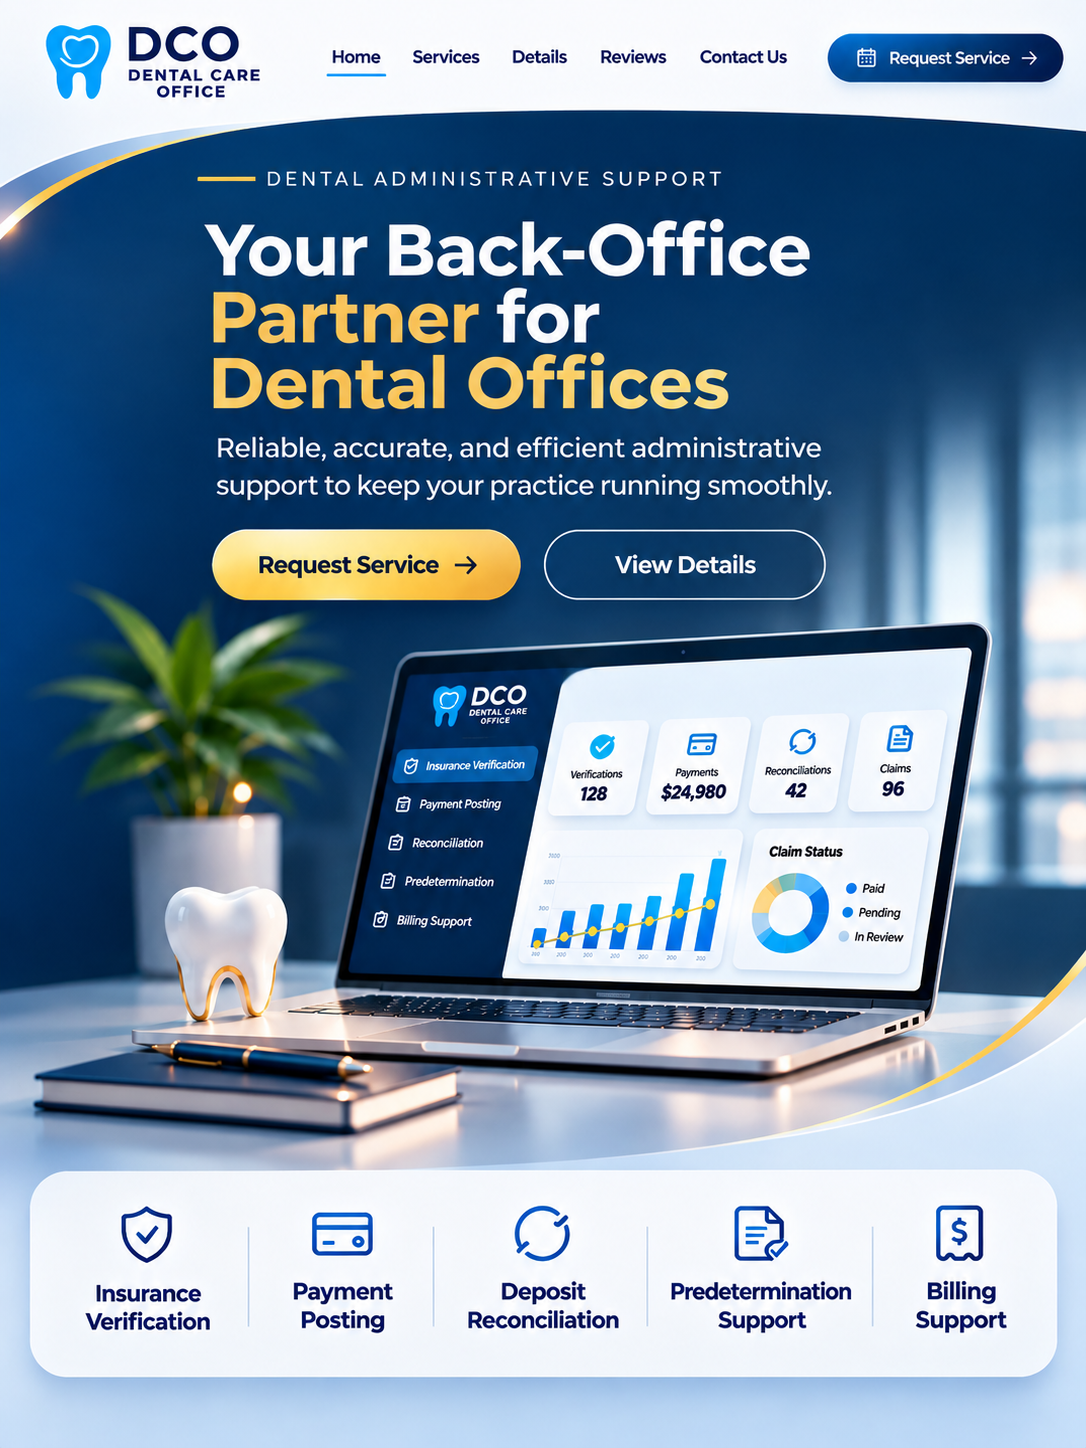 DCO
DENTAL CARE
OFFICE
Home
Services
Details
Reviews
Contact Us
Request Service
DENTAL ADMINISTRATIVE SUPPORT
Your Back-Office
Partner for
Dental Offices
Reliable, accurate, and efficient administrative
support to keep your practice running smoothly.
Request Service
View Details
DCO
DENTAL CARE
OFFICE
Insurance Verification
Payment Posting
Reconciliation
Predetermination
Billing Support
Verifications
128
Payments
$24,980
Reconciliations
42
Claims
96
Claim Status
Paid
Pending
In Review
Insurance
Verification
Payment
Posting
Deposit
Reconciliation
Predetermination
Support
$
Billing
Support